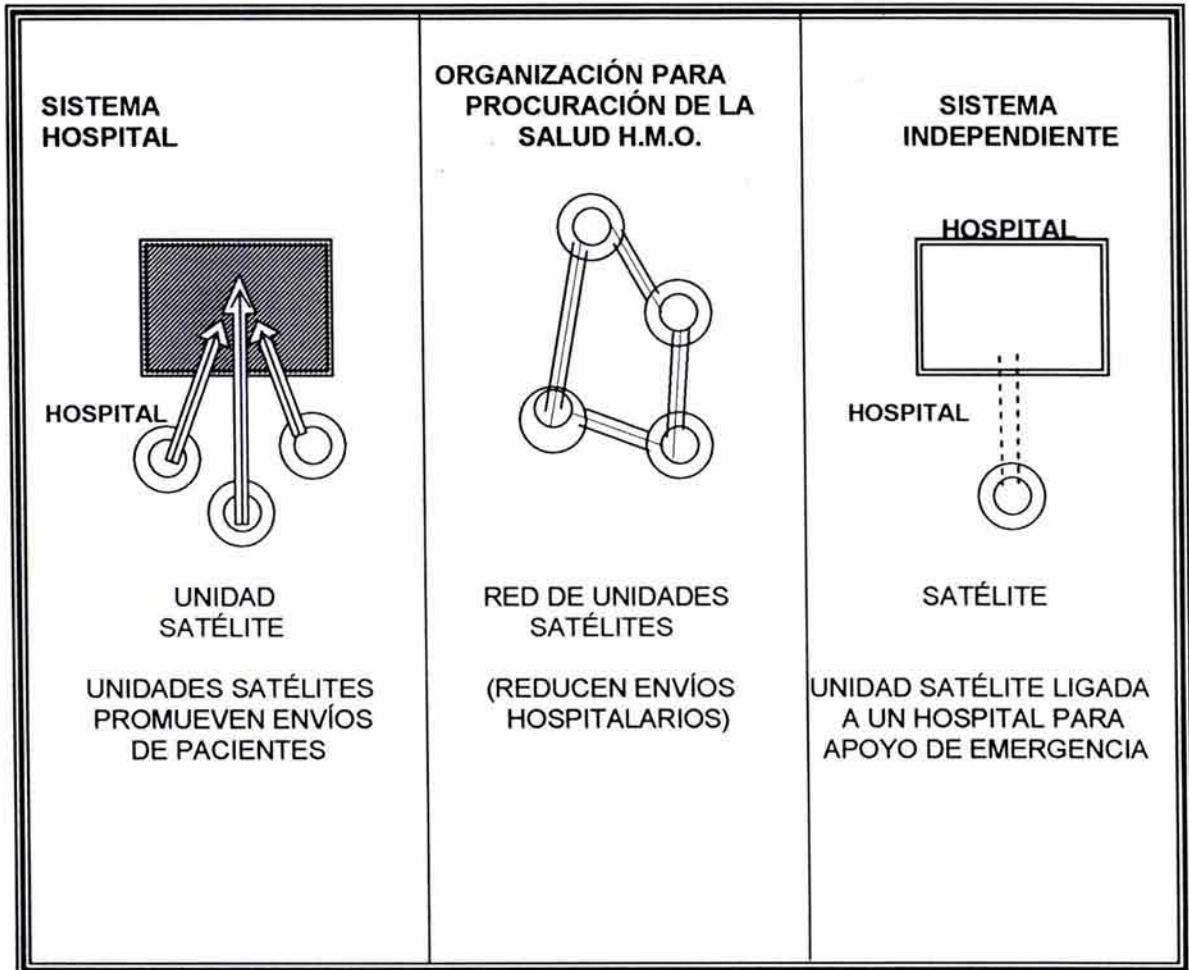 SISTEMA
HOSPITAL
HOSPITAL
UNIDAD
SATÉLITE
UNIDADES SATÉLITES
PROMUEVEN ENVÍOS
DE PACIENTES
ORGANIZACIÓN PARA
PROCURACIÓN DE LA
SALUD H.M.O.
RED DE UNIDADES
SATÉLITES
(REDUCEN ENVÍOS
HOSPITALARIOS)
SISTEMA
INDEPENDIENTE
HOSPITAL
HOSPITAL
SATÉLITE
UNIDAD SATÉLITE LIGADA
A UN HOSPITAL PARA
APOYO DE EMERGENCIA